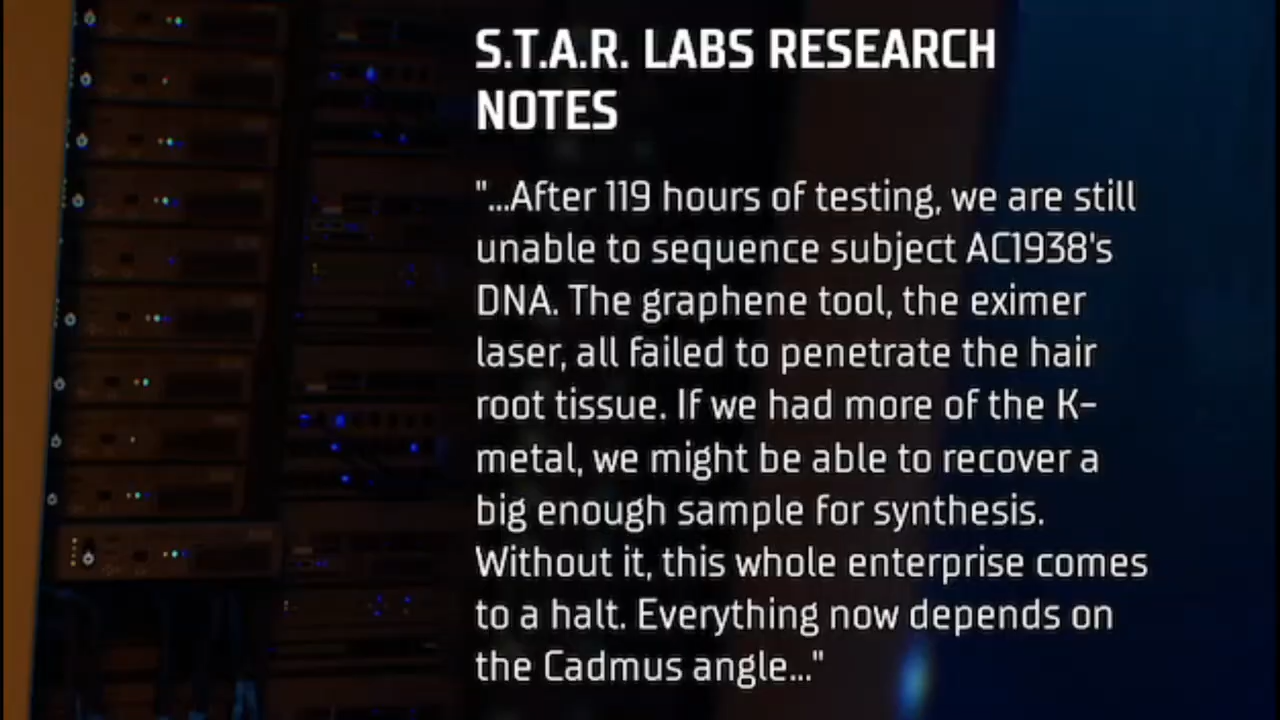 S.T.A.R. LABS RESEARCH
NOTES
"...After 119 hours of testing, we are still
unable to sequence subject AC1938's
DNA. The graphene tool, the eximer
laser, all failed to penetrate the hair
root tissue. If we had more of the K-
metal, we might be able to recover a
big enough sample for synthesis.
Without it, this whole enterprise comes
to a halt. Everything now depends on
the Cadmus angle..."